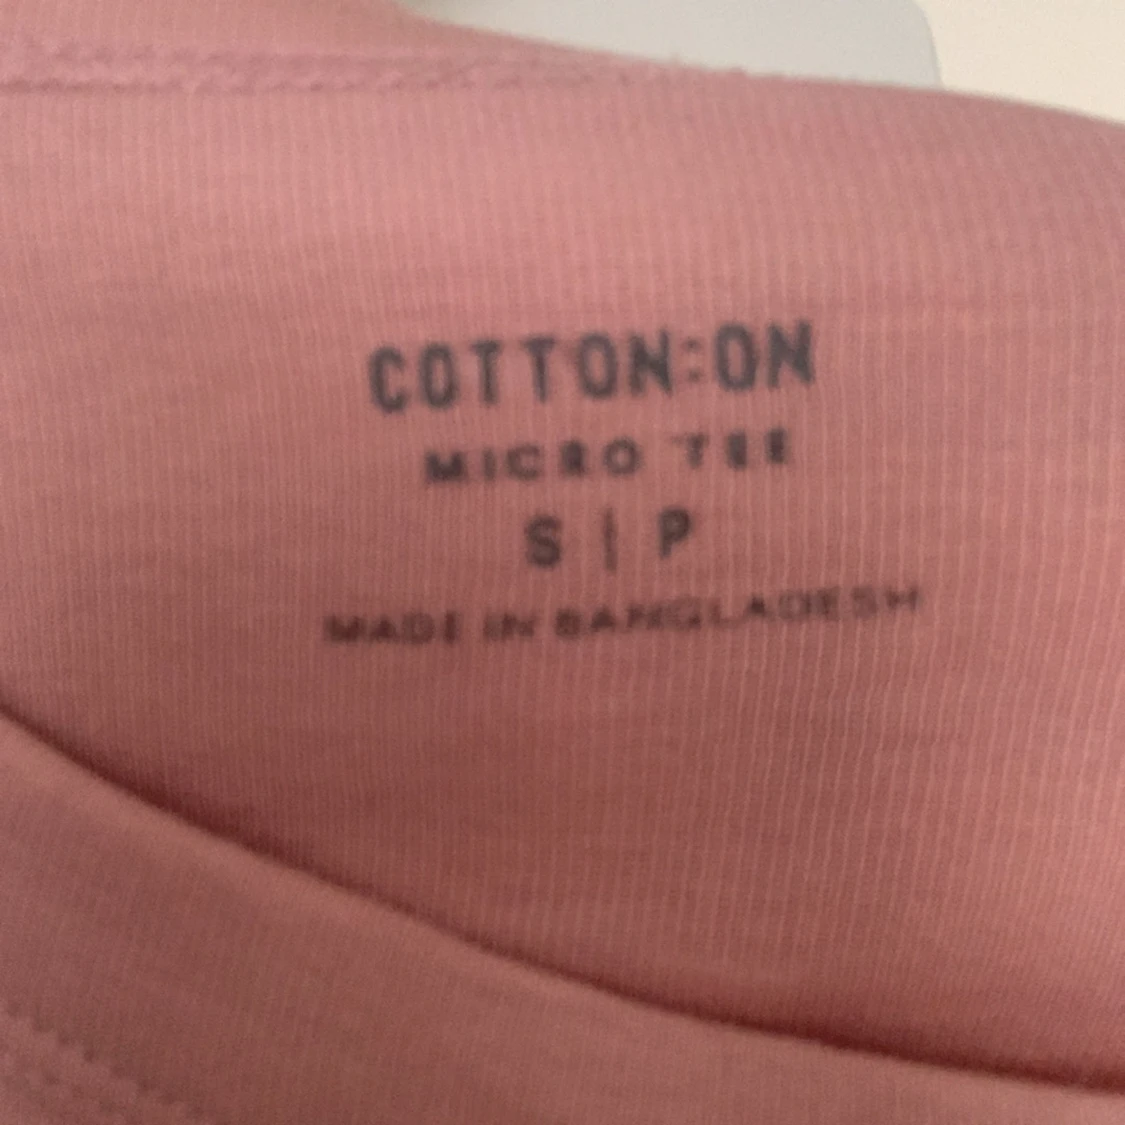 COTTON:ON
MICRO TEE
S | P
MADE IN BANGLADESH